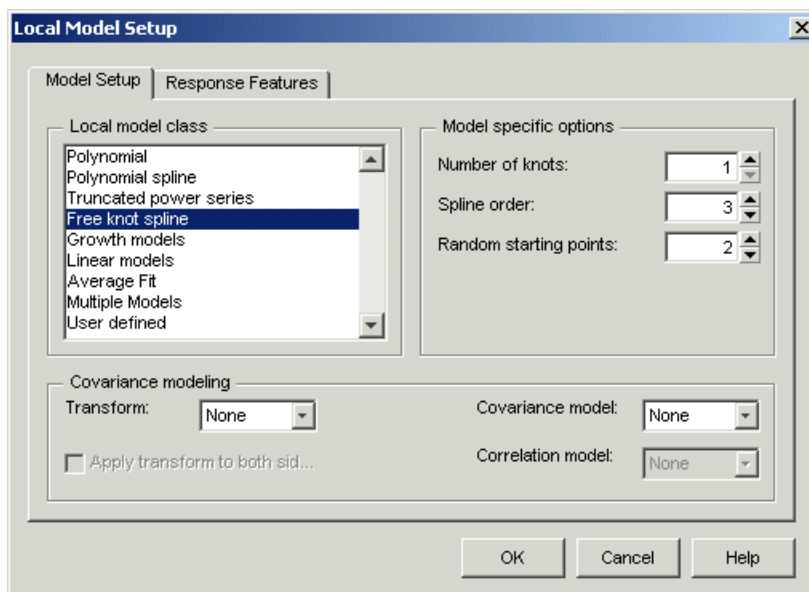 Local Model Setup
Model Setup
Response Features
Local model class
Polynomial
Polynomial spline
Truncated power series
Free knot spline
Growth models
Linear models
Average Fit
Multiple Models
User defined
Model specific options
Number of knots: 1
Spline order: 3
Random starting points: 2
Covariance modeling
Transform: None
Apply transform to both sid...
Covariance model: None
Correlation model: None
OK
Cancel
Help